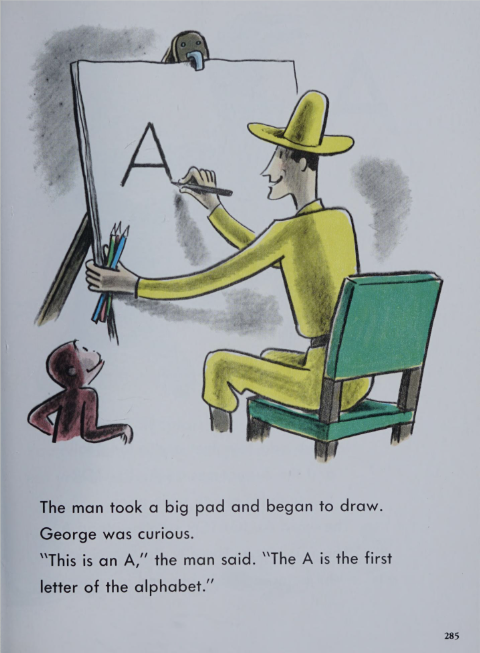 A
The man took a big pad and began to draw.
George was curious.
"This is an A," the man said. "The A is the first
letter of the alphabet."
285